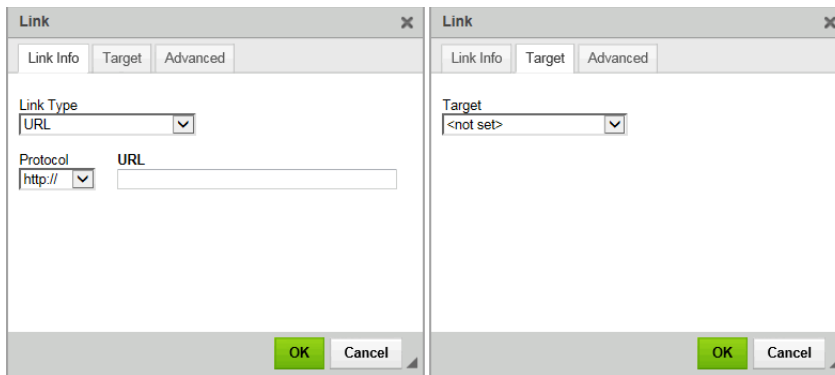 Link
Link Info Target Advanced
Link Type
URL
Protocol URL
http://
OK Cancel
Link
Link Info Target Advanced
Target
<not set>
OK Cancel